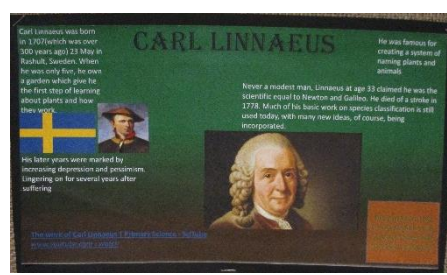 CARL LINNAEUS
Carl Linnaeus was born
in 1707(which was over
300 years ago) 23 May in
Rashult, Sweden. When
he was only five, he own
a garden which give he
the first step of learning
about plants and how
they work.
He was famous for
creating a system of
naming plants and
animals
Never a modest man, Linnaeus at age 33 claimed he was the
scientific equal to Newton and Galileo. He died of a stroke in
1778. Much of his basic work on species classification is still
used today, with many new ideas, of course, being
incorporated.
His later years were marked by
increasing depression and pessimism.
Lingering on for several years after
suffering
The world of Carl Linnaeus